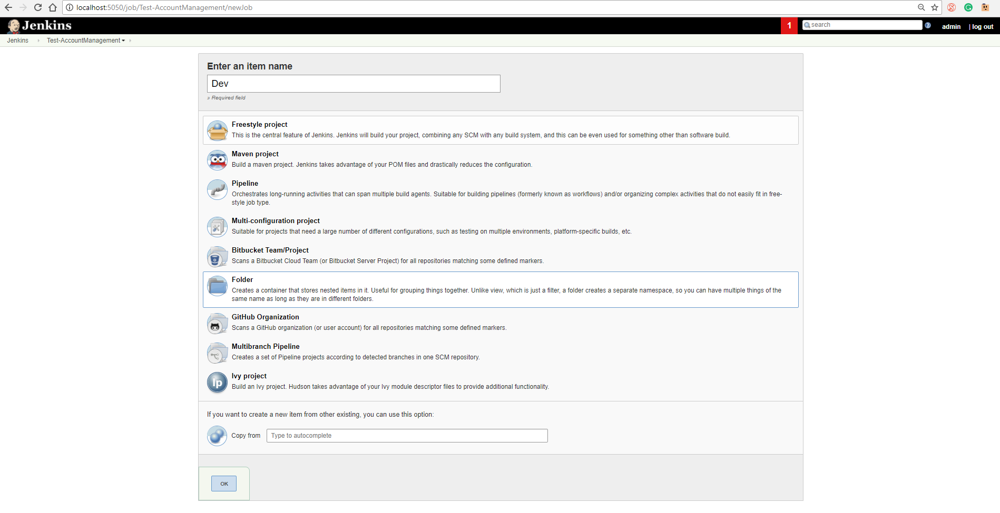 localhost:5050/job/Test-AccountManagement/newJob
Jenkins
1
search
admin
| log out
Jenkins
Test-AccountManagement
Enter an item name
Dev
» Required field
Freestyle project
This is the central feature of Jenkins. Jenkins will build your project, combining any SCM with any build system, and this can be even used for something other than software build.
Maven project
Build a maven project. Jenkins takes advantage of your POM files and drastically reduces the configuration.
Pipeline
Orchestrates long-running activities that can span multiple build agents. Suitable for building pipelines (formerly known as workflows) and/or organizing complex activities that do not easily fit in free-
style job type.
Multi-configuration project
Suitable for projects that need a large number of different configurations, such as testing on multiple environments, platform-specific builds, etc.
Bitbucket Team/Project
Scans a Bitbucket Cloud Team (or Bitbucket Server Project) for all repositories matching some defined markers.
Folder
Creates a container that stores nested items in it. Useful for grouping things together. Unlike view, which is just a filter, a folder creates a separate namespace, so you can have multiple things of the
same name as long as they are in different folders.
GitHub Organization
Scans a GitHub organization (or user account) for all repositories matching some defined markers.
Multibranch Pipeline
Creates a set of Pipeline projects according to detected branches in one SCM repository.
Ip
Ivy project
Build an Ivy project. Hudson takes advantage of your Ivy module descriptor files to provide additional functionality.
If you want to create a new item from other existing, you can use this option:
Copy from
Type to autocomplete
OK